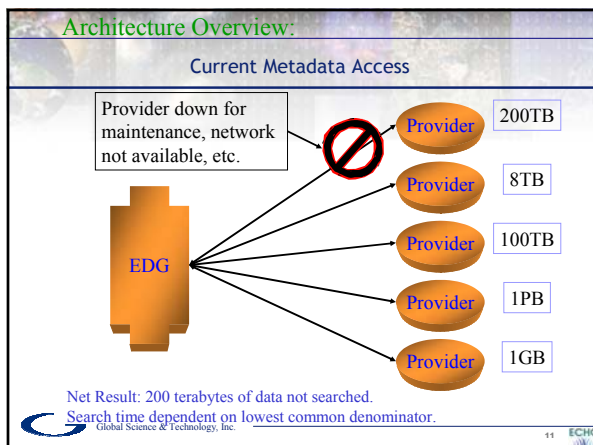 Architecture Overview:
Current Metadata Access
Provider down for
maintenance, network
not available, etc.
Provider
200TB
Provider
8TB
Provider
100TB
EDG
Provider
1PB
Provider
1GB
Net Result: 200 terabytes of data not searched.
Search time dependent on lowest common denominator.
Global Science & Technology, Inc.
11
ECHO